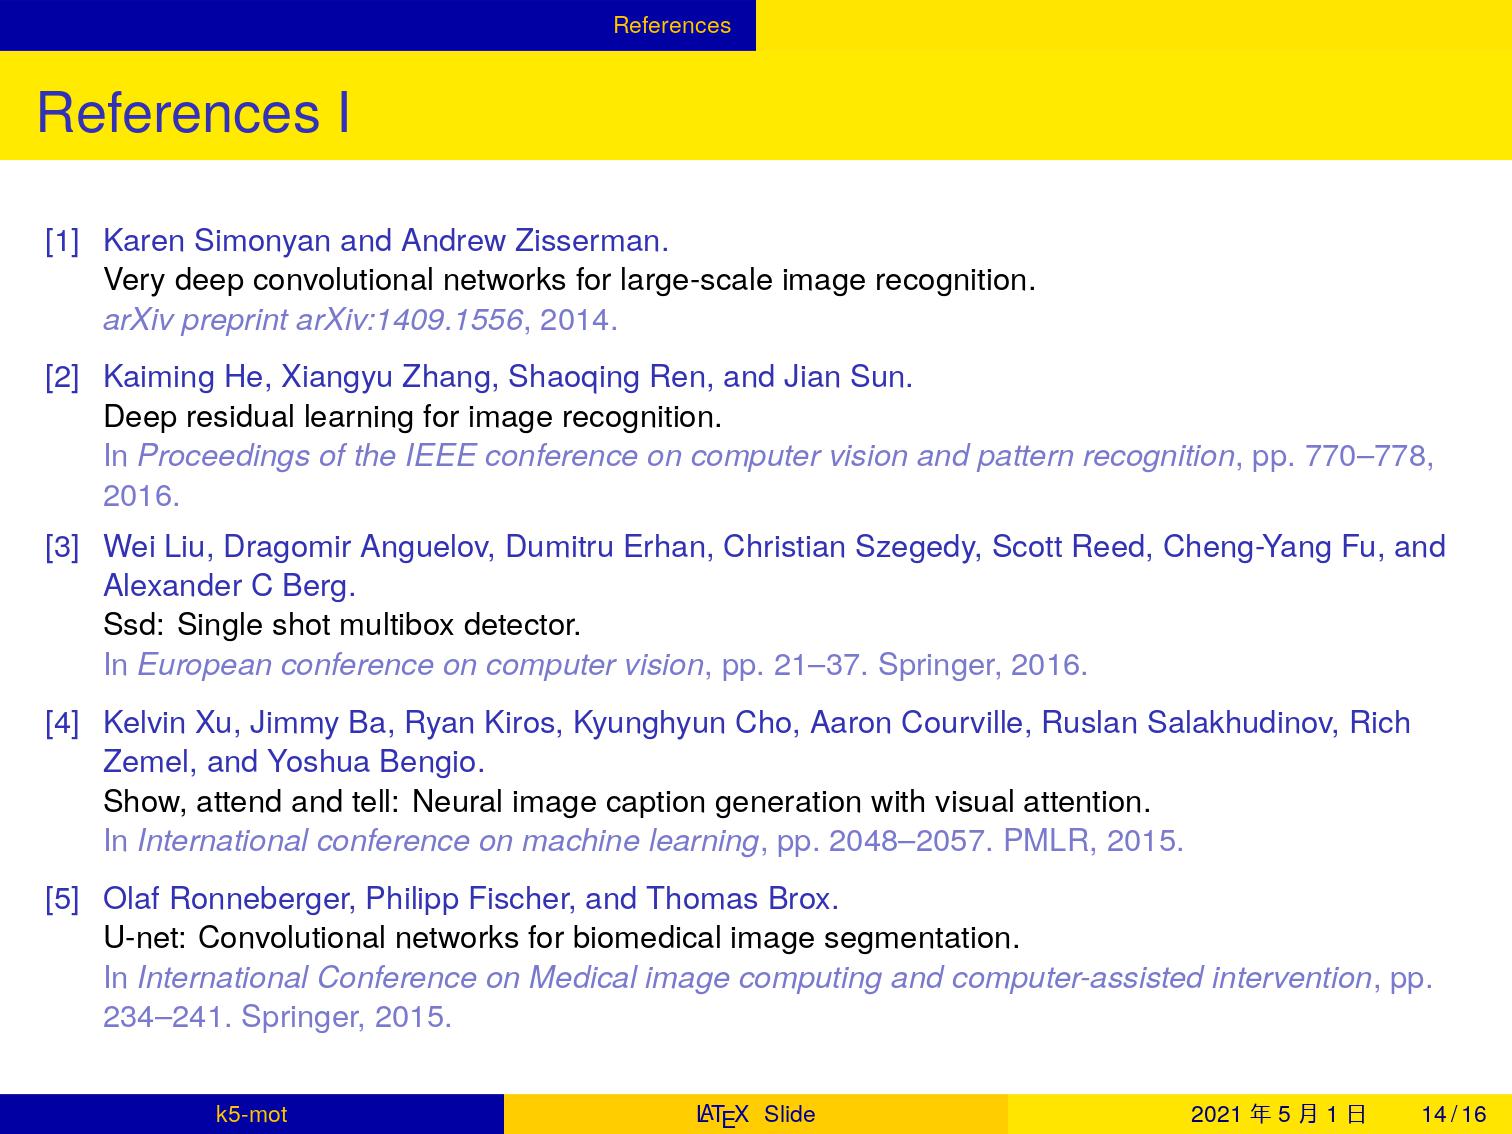 References
References I
[1] Karen Simonyan and Andrew Zisserman.
Very deep convolutional networks for large-scale image recognition.
arXiv preprint arXiv:1409.1556, 2014.
[2] Kaiming He, Xiangyu Zhang, Shaoqing Ren, and Jian Sun.
Deep residual learning for image recognition.
In Proceedings of the IEEE conference on computer vision and pattern recognition, pp. 770–778,
2016.
[3] Wei Liu, Dragomir Anguelov, Dumitru Erhan, Christian Szegedy, Scott Reed, Cheng-Yang Fu, and
Alexander C Berg.
Ssd: Single shot multibox detector.
In European conference on computer vision, pp. 21–37. Springer, 2016.
[4] Kelvin Xu, Jimmy Ba, Ryan Kiros, Kyunghyun Cho, Aaron Courville, Ruslan Salakhudinov, Rich
Zemel, and Yoshua Bengio.
Show, attend and tell: Neural image caption generation with visual attention.
In International conference on machine learning, pp. 2048–2057. PMLR, 2015.
[5] Olaf Ronneberger, Philipp Fischer, and Thomas Brox.
U-net: Convolutional networks for biomedical image segmentation.
In International Conference on Medical image computing and computer-assisted intervention, pp.
234–241. Springer, 2015.
k5-mot LATEX Slide 2021 年 5 月 1 日 14 / 16